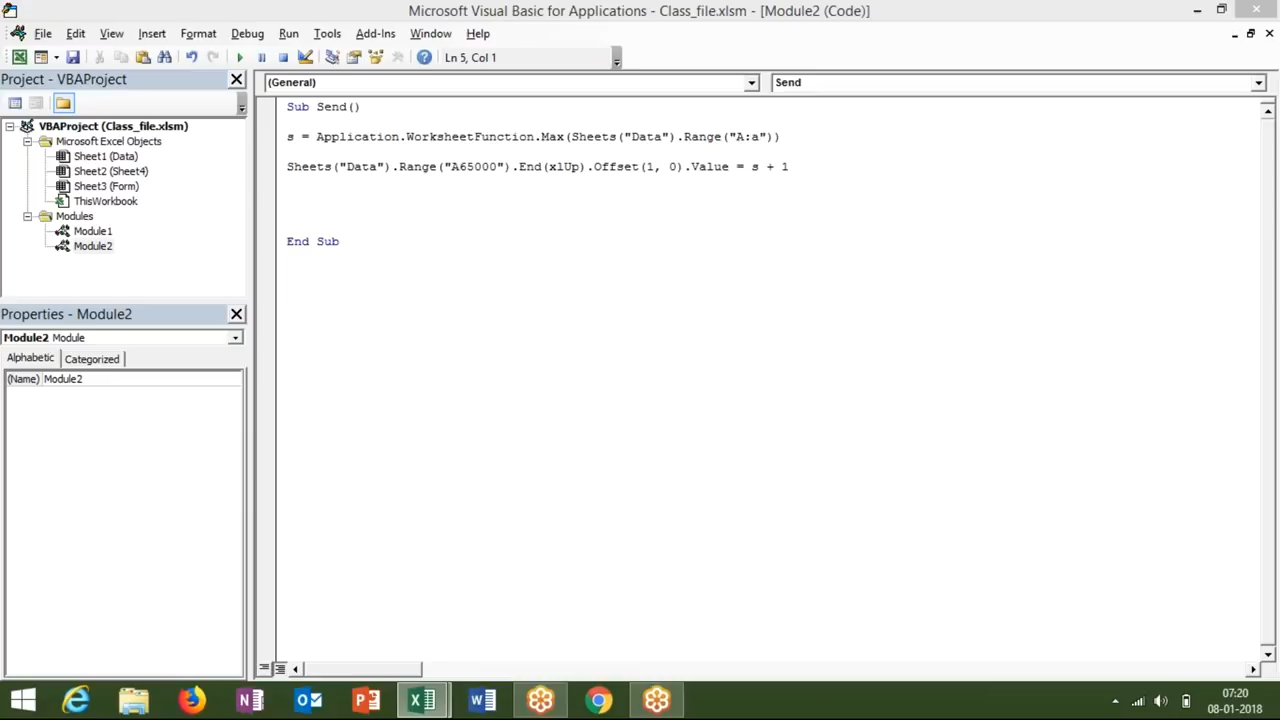 Microsoft Visual Basic for Applications - Class_file.xlsm - [Module2 (Code)]
File Edit View Insert Format Debug Run Tools Add-Ins Window Help
Ln 5, Col 1
Project - VBAProject
(General) Send
VBAProject (Class_file.xlsm)
Microsoft Excel Objects
Sheet1 (Data)
Sheet2 (Sheet4)
Sheet3 (Form)
ThisWorkbook
Modules
Module1
Module2
Properties - Module2
Module2 Module
Alphabetic Categorized
(Name) Module2
Sub Send()
s = Application.WorksheetFunction.Max(Sheets("Data").Range("A:a"))
Sheets("Data").Range("A65000").End(xlUp).Offset(1, 0).Value = s + 1
End Sub
07:20
08-01-2018